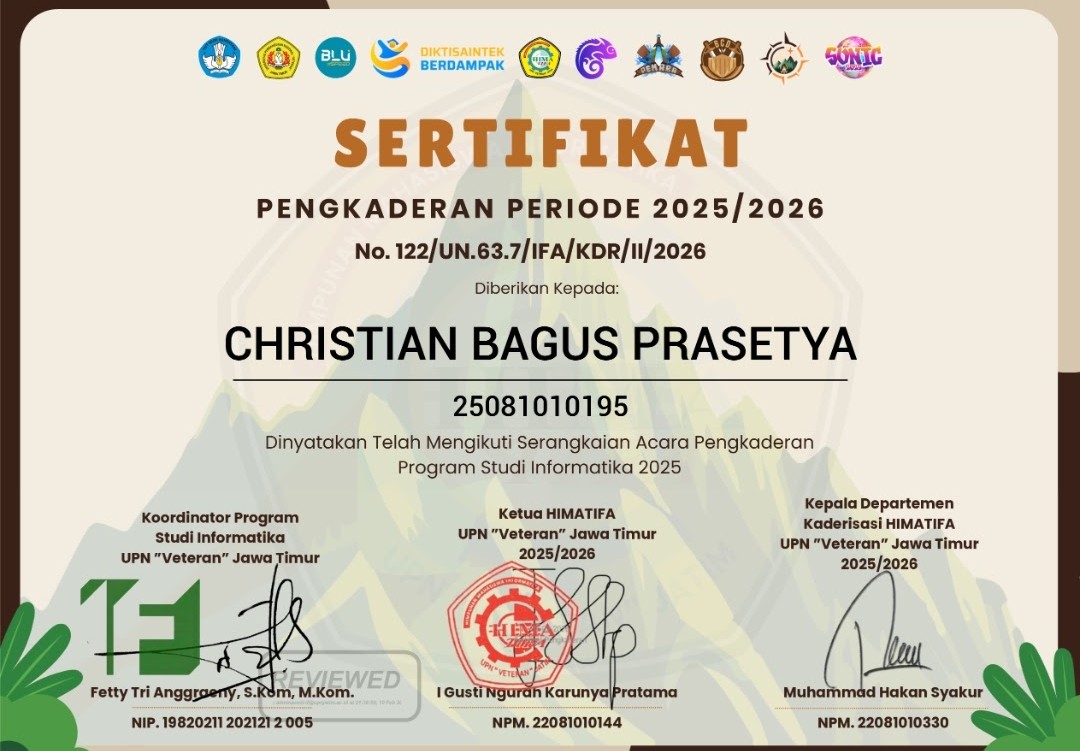 BLU
DIKTISAINTEK
BERDAMPAK
SONIC
SERTIFIKAT
PENGKADERAN PERIODE 2025/2026
No. 122/UN.63.7/IFA/KDR/II/2026
Diberikan Kepada:
CHRISTIAN BAGUS PRASETYA
25081010195
Dinyatakan Telah Mengikuti Serangkaian Acara Pengkaderan
Program Studi Informatika 2025
Koordinator Program
Studi Informatika
UPN ”Veteran” Jawa Timur
Ketua HIMATIFA
UPN ”Veteran” Jawa Timur
2025/2026
Kepala Departemen
Kaderisasi HIMATIFA
UPN ”Veteran” Jawa Timur
2025/2026
REVIEWED
Fetty Tri Anggraeny, S.Kom, M.Kom.
NIP. 19820211 202121 2 005
I Gusti Ngurah Karunya Pratama
NPM. 22081010144
Muhammad Hakan Syakur
NPM. 22081010330